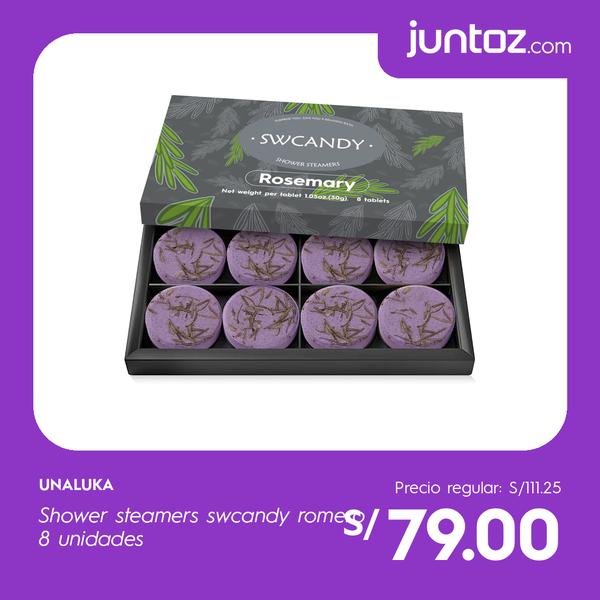 juntoz.com
· SWCANDY ·
SHOWER STEAMERS
Rosemary
Net weight per tablet 1.05oz.(30g). 8 tablets
UNALUKA
Precio regular: S/111.25
Shower steamers swcandy romero
8 unidades
S/ 79.00